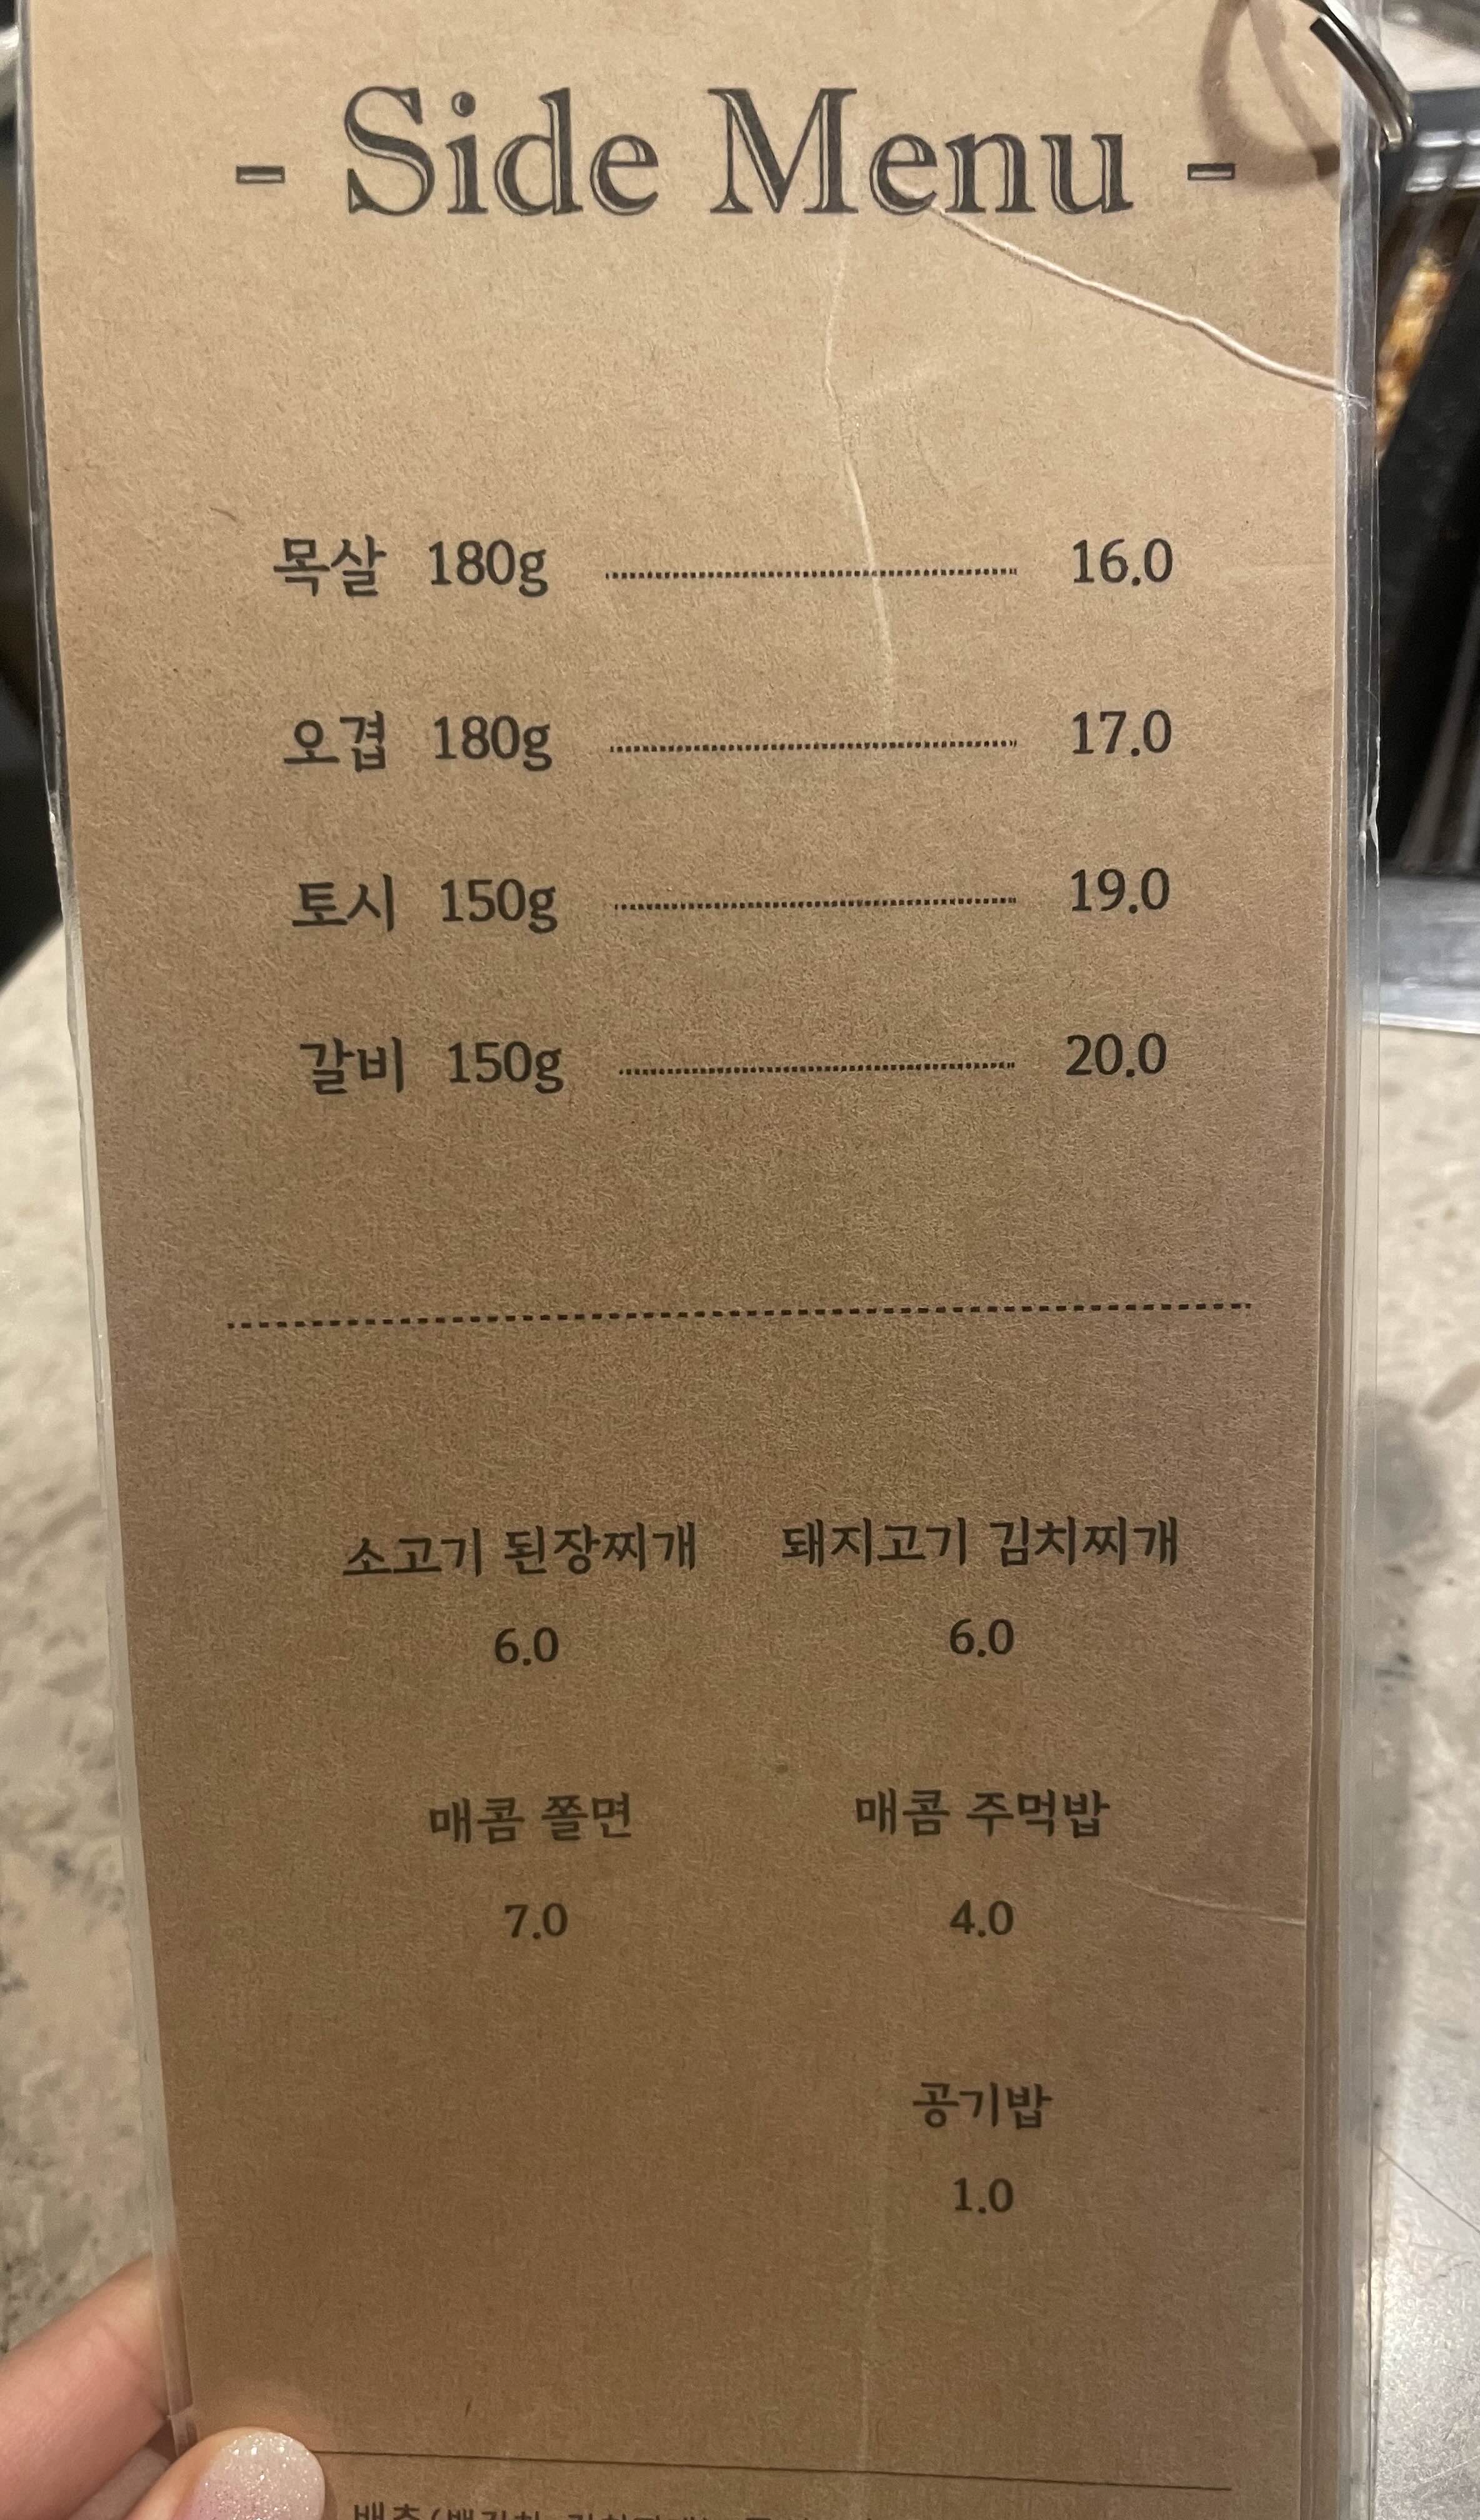 - Side Menu -
목살 180g 16.0
오겹 180g 17.0
토시 150g 19.0
갈비 150g 20.0
소고기 된장찌개 돼지고기 김치찌개
6.0 6.0
매콤 쫄면 매콤 주먹밥
7.0 4.0
공기밥
1.0